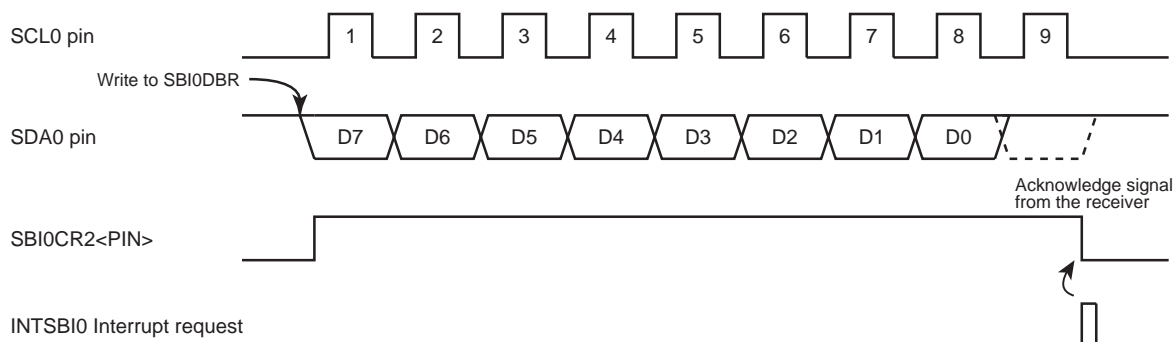 SCL0 pin
1 2 3 4 5 6 7 8 9
Write to SBI0DBR
SDA0 pin
D7 D6 D5 D4 D3 D2 D1 D0
Acknowledge signal
from the receiver
SBI0CR2<PIN>
INTSBI0 Interrupt request